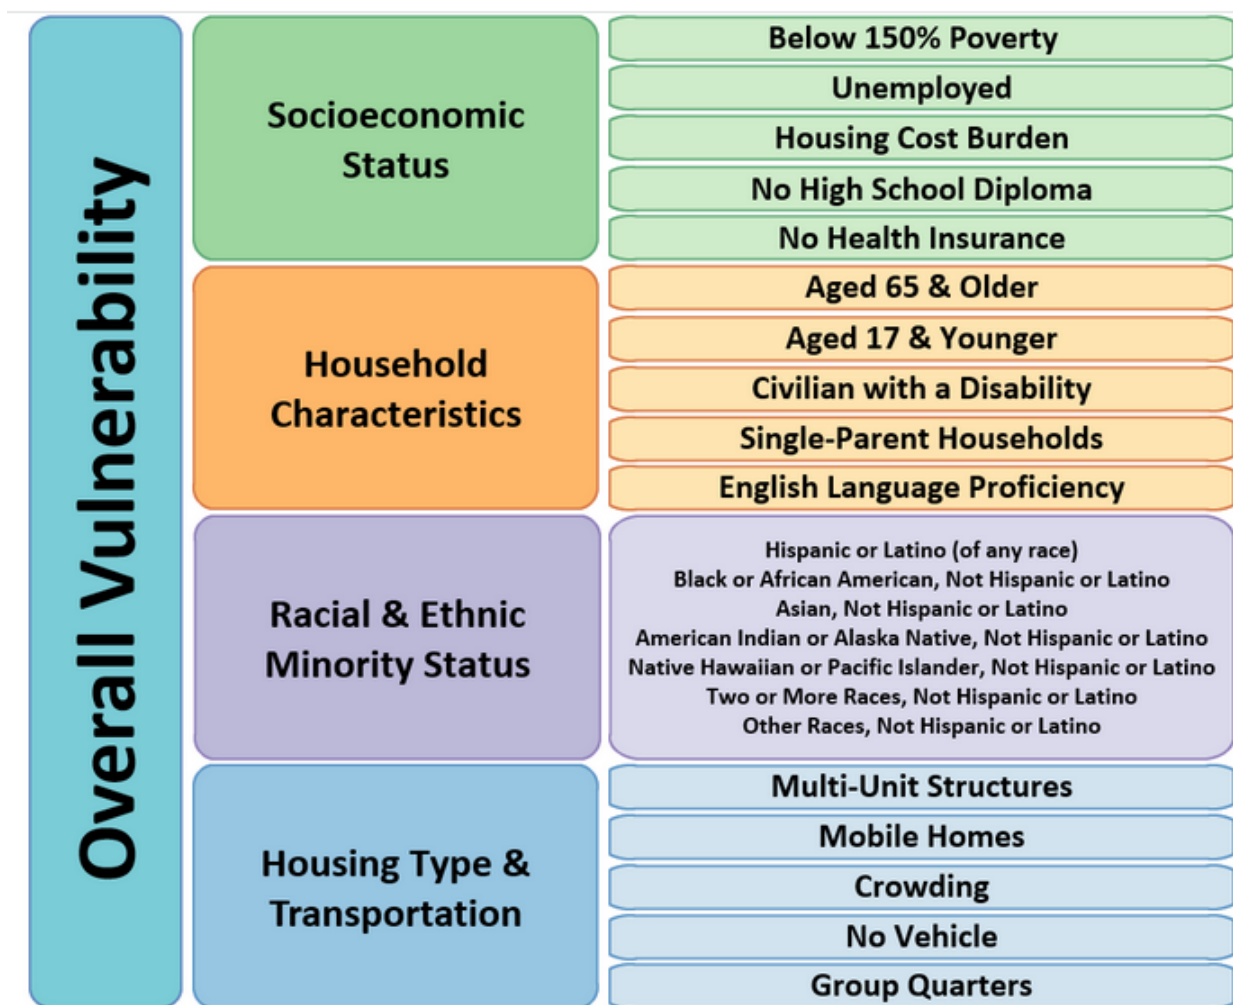 Overall Vulnerability
Socioeconomic
Status
Below 150% Poverty
Unemployed
Housing Cost Burden
No High School Diploma
No Health Insurance
Household
Characteristics
Aged 65 & Older
Aged 17 & Younger
Civilian with a Disability
Single-Parent Households
English Language Proficiency
Racial & Ethnic
Minority Status
Hispanic or Latino (of any race)
Black or African American, Not Hispanic or Latino
Asian, Not Hispanic or Latino
American Indian or Alaska Native, Not Hispanic or Latino
Native Hawaiian or Pacific Islander, Not Hispanic or Latino
Two or More Races, Not Hispanic or Latino
Other Races, Not Hispanic or Latino
Housing Type &
Transportation
Multi-Unit Structures
Mobile Homes
Crowding
No Vehicle
Group Quarters